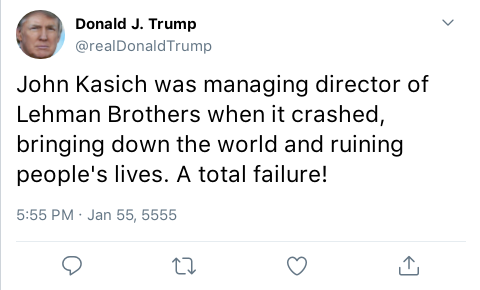 Donald J. Trump
@realDonaldTrump
John Kasich was managing director of
Lehman Brothers when it crashed,
bringing down the world and ruining
people's lives. A total failure!
5:55 PM · Jan 55, 5555